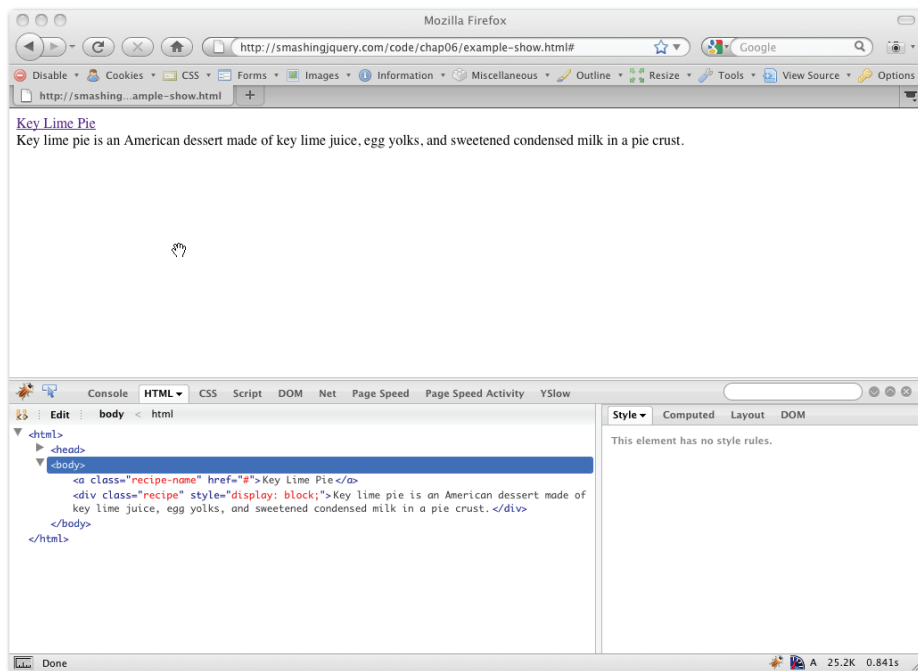 Mozilla Firefox
http://smashingjquery.com/code/chap06/example-show.html#
Google
Disable Cookies CSS Forms Images Information Miscellaneous Outline Resize Tools View Source Options
http://smashing...ample-show.html +
Key Lime Pie
Key lime pie is an American dessert made of key lime juice, egg yolks, and sweetened condensed milk in a pie crust.
Console HTML CSS Script DOM Net Page Speed Page Speed Activity YSlow
Edit body < html
Style Computed Layout DOM
This element has no style rules.
<html>
<head>
<body>
<a class="recipe-name" href="#">Key Lime Pie</a>
<div class="recipe" style="display: block;">Key lime pie is an American dessert made of
key lime juice, egg yolks, and sweetened condensed milk in a pie crust.</div>
</body>
</html>
Done
A 25.2K 0.841s